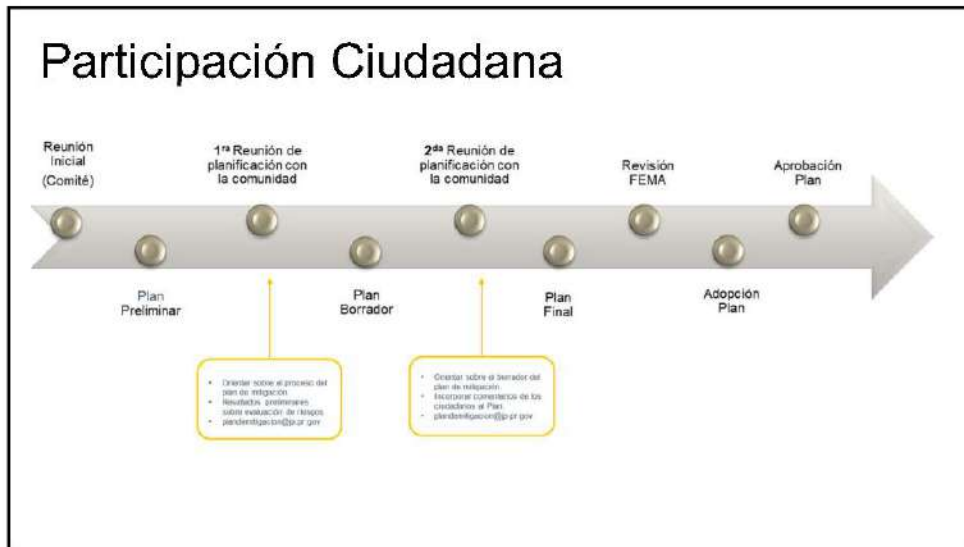 Participación Ciudadana
Reunión
Inicial
(Comité)
1ra Reunión de
planificación con
la comunidad
2da Reunión de
planificación con
la comunidad
Revisión
FEMA
Aprobación
Plan
Plan
Preliminar
Plan
Borrador
Plan
Final
Adopción
Plan
• Orientar sobre el proceso del
plan de mitigación
• Resultados preliminares
sobre evaluación de riesgos
• plandemitigacion@jp.pr.gov
• Orientar sobre el borrador del
plan de mitigación
• Incorporar comentarios de los
ciudadanos al Plan
• plandemitigacion@jp.pr.gov